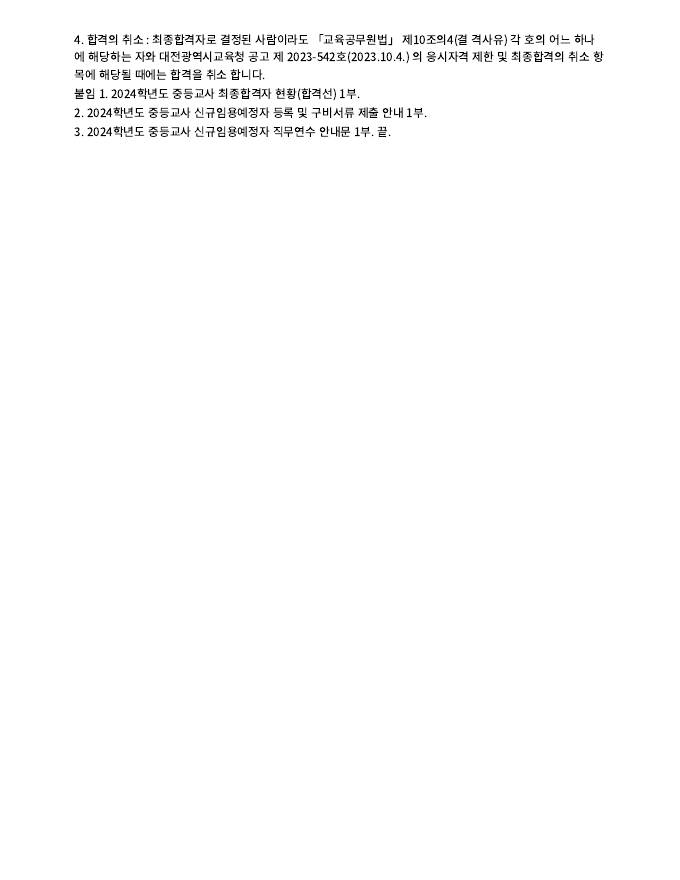 4. 합격의 취소 : 최종합격자로 결정된 사람이라도 「교육공무원법」 제10조의4(결 격사유) 각 호의 어느 하나
에 해당하는 자와 대전광역시교육청 공고 제 2023-542호(2023.10.4.) 의 응시자격 제한 및 최종합격의 취소 항
목에 해당될 때에는 합격을 취소 합니다.
붙임 1. 2024학년도 중등교사 최종합격자 현황(합격선) 1부.
2. 2024학년도 중등교사 신규임용예정자 등록 및 구비서류 제출 안내 1부.
3. 2024학년도 중등교사 신규임용예정자 직무연수 안내문 1부. 끝.